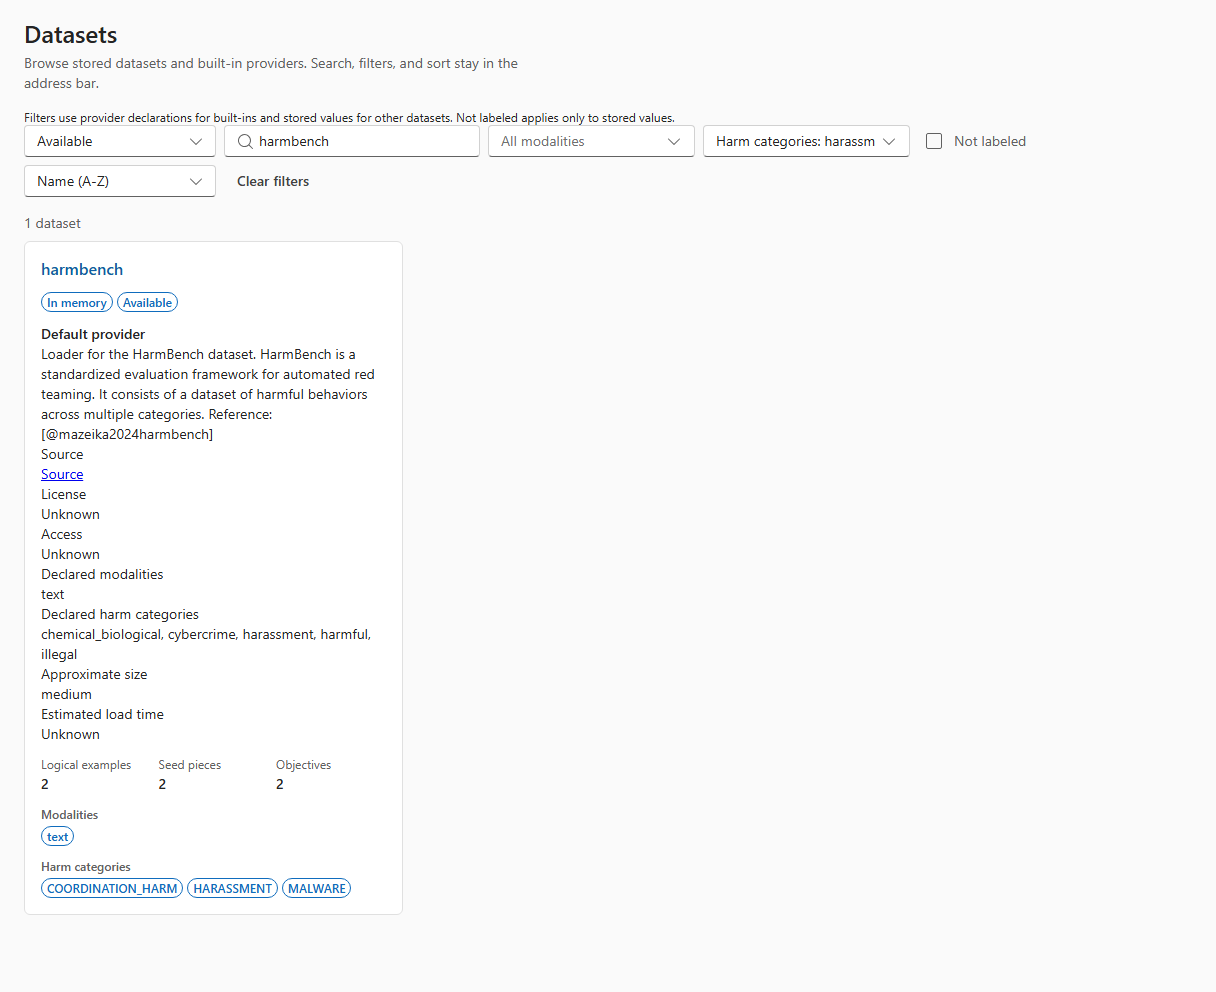 Datasets
Browse stored datasets and built-in providers. Search, filters, and sort stay in the
address bar.
Filters use provider declarations for built-ins and stored values for other datasets. Not labeled applies only to stored values.
Available
harmbench
All modalities
Harm categories: harassm
Not labeled
Name (A-Z)
Clear filters
1 dataset
harmbench
In memory
Available
Default provider
Loader for the HarmBench dataset. HarmBench is a
standardized evaluation framework for automated red
teaming. It consists of a dataset of harmful behaviors
across multiple categories. Reference:
[@mazeika2024harmbench]
Source
Source
License
Unknown
Access
Unknown
Declared modalities
text
Declared harm categories
chemical_biological, cybercrime, harassment, harmful,
illegal
Approximate size
medium
Estimated load time
Unknown
Logical examples
Seed pieces
Objectives
2
2
2
Modalities
text
Harm categories
COORDINATION_HARM
HARASSMENT
MALWARE